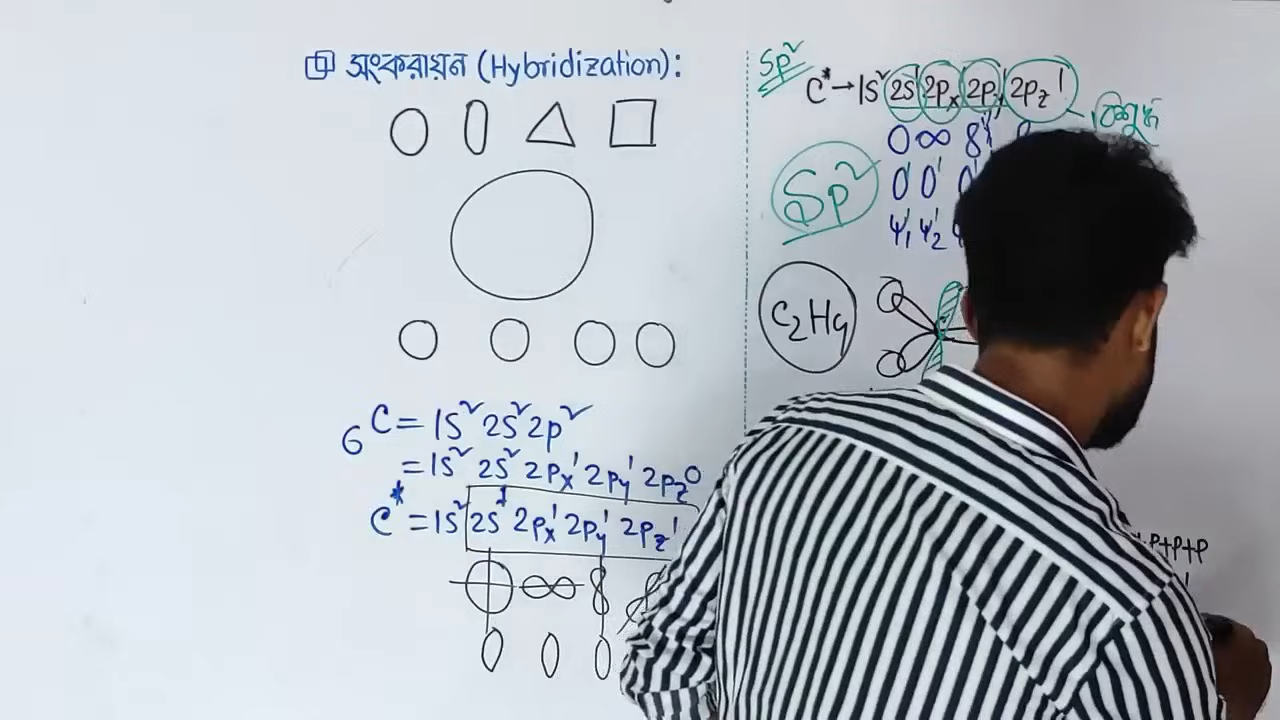 সংকরায়ন (Hybridization):
6C = 1s² 2s² 2p²
= 1s² 2s² 2px¹ 2py¹ 2pz⁰
C* = 1s² 2s¹ 2px¹ 2py¹ 2pz¹
Sp²
C* → 1s² 2s¹ 2px¹ 2py¹ 2pz¹
বিশুদ্ধ
Sp²
ψ₁ ψ₂
C₂H₄
P+P+P